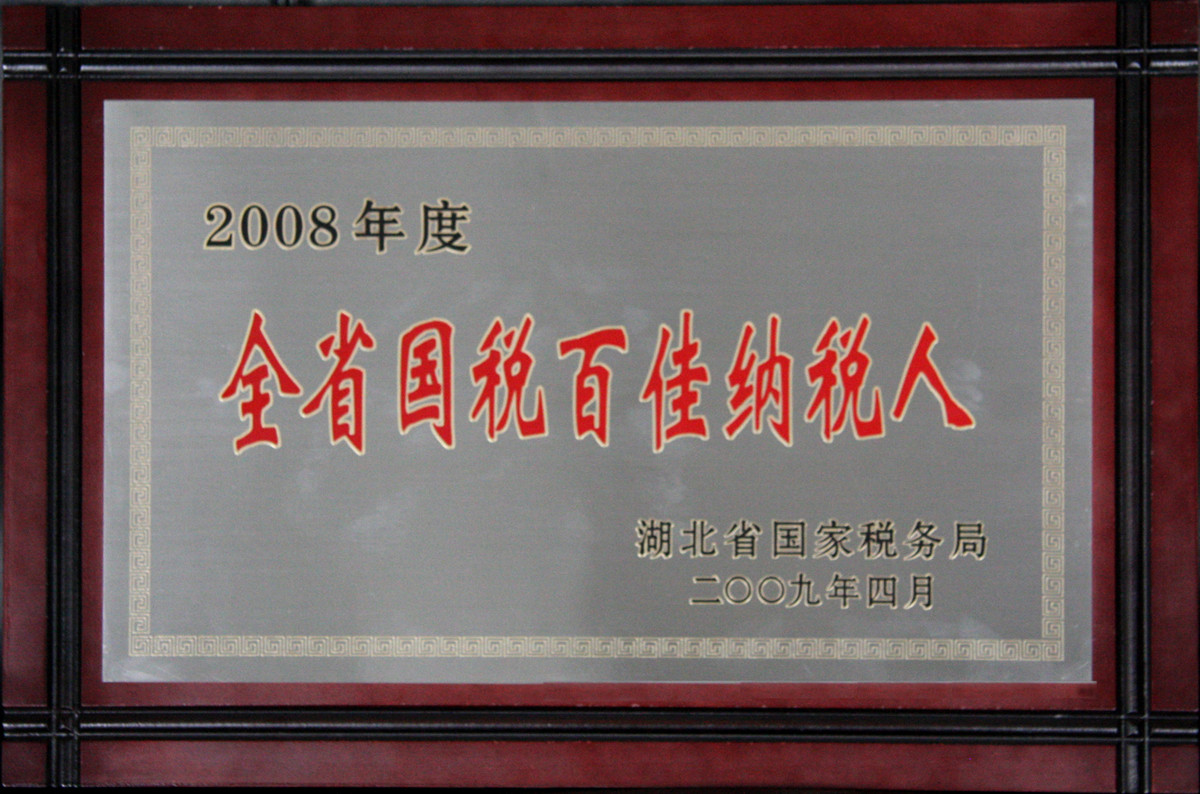 2008年度
全省国税百佳纳税人
湖北省国家税务局
二〇〇九年四月